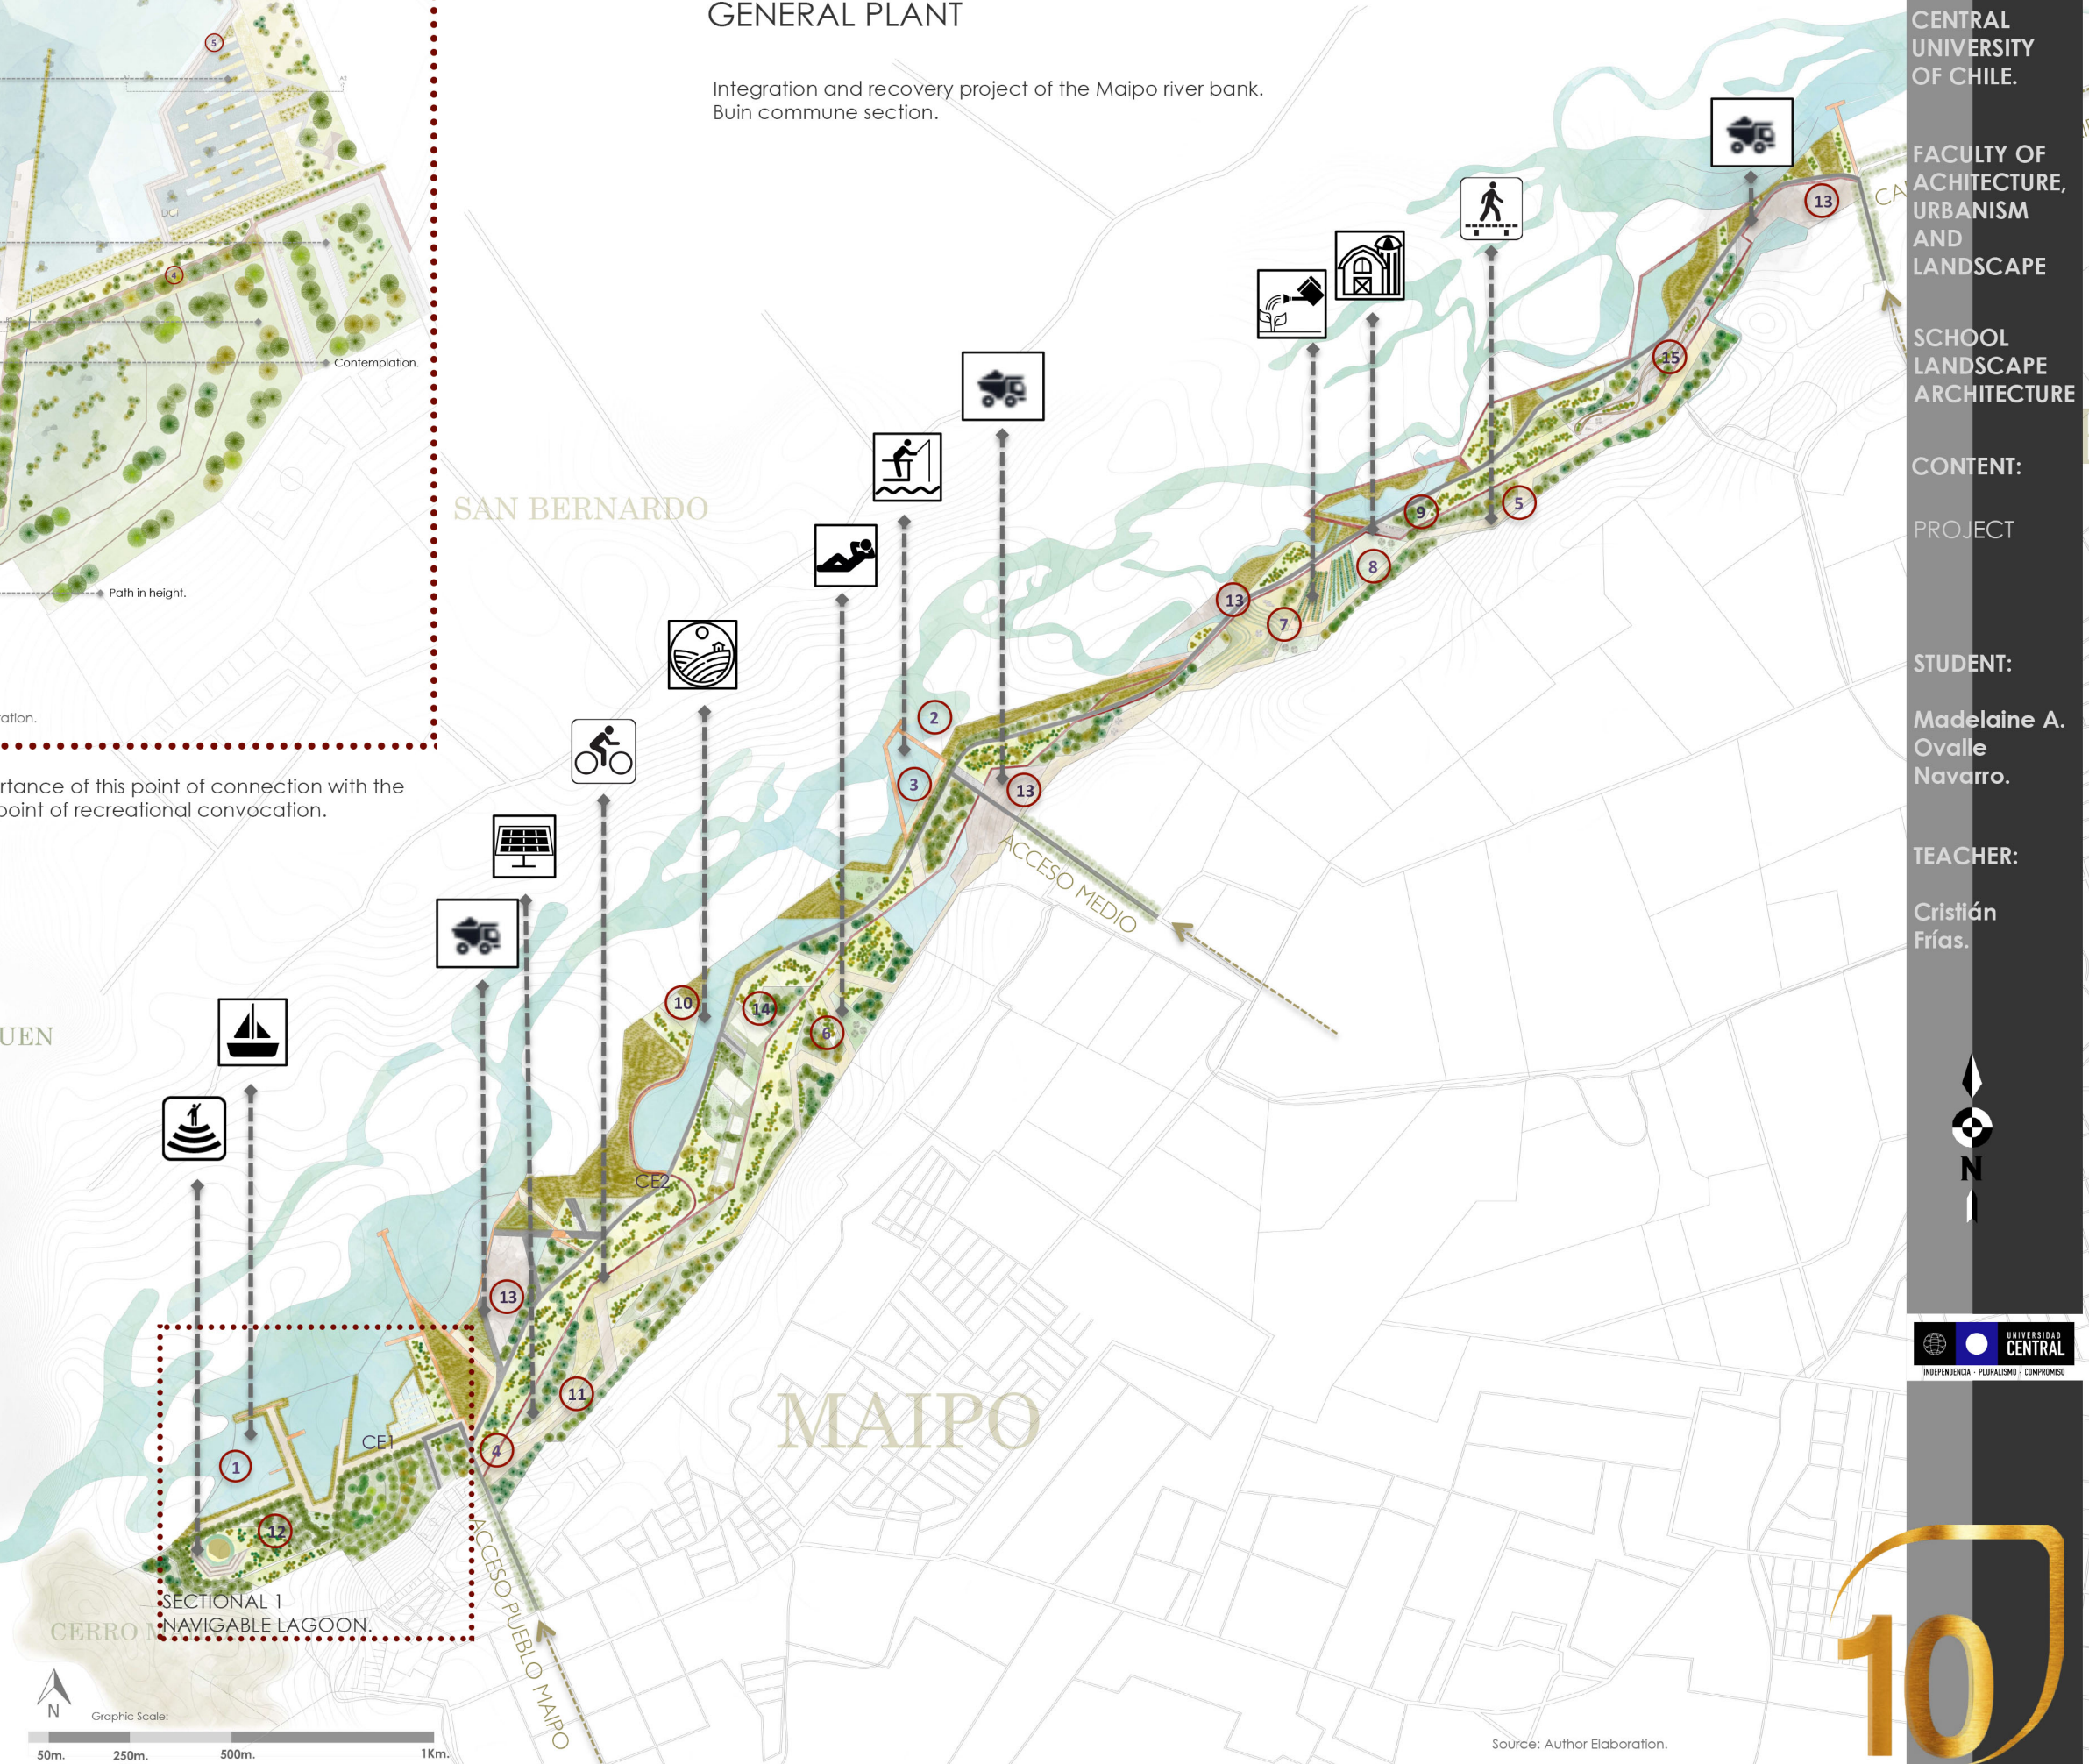 GENERAL PLANT
Integration and recovery project of the Maipo river bank.
Buin commune section.
5
A2
DC7
4
Contemplation.
Path in height.
ation.
rtance of this point of connection with the
point of recreational convocation.
SAN BERNARDO
UEN
MAIPO
CERRO
13
15
5
9
8
13
7
2
3
13
ACCESO MEDIO
10
14
6
CE2
13
11
4
CE1
1
12
SECTIONAL 1
NAVIGABLE LAGOON.
ACCESO PUEBLO MAIPO
CA
N
Graphic Scale:
50m.
250m.
500m.
1Km.
Source: Author Elaboration.
CENTRAL
UNIVERSITY
OF CHILE.
FACULTY OF
ACHITECTURE,
URBANISM
AND
LANDSCAPE
SCHOOL
LANDSCAPE
ARCHITECTURE
CONTENT:
PROJECT
STUDENT:
Madelaine A.
Ovalle
Navarro.
TEACHER:
Cristián
Frías.
N
UNIVERSIDAD
CENTRAL
INDEPENDENCIA - PLURALISMO - COMPROMISO
10